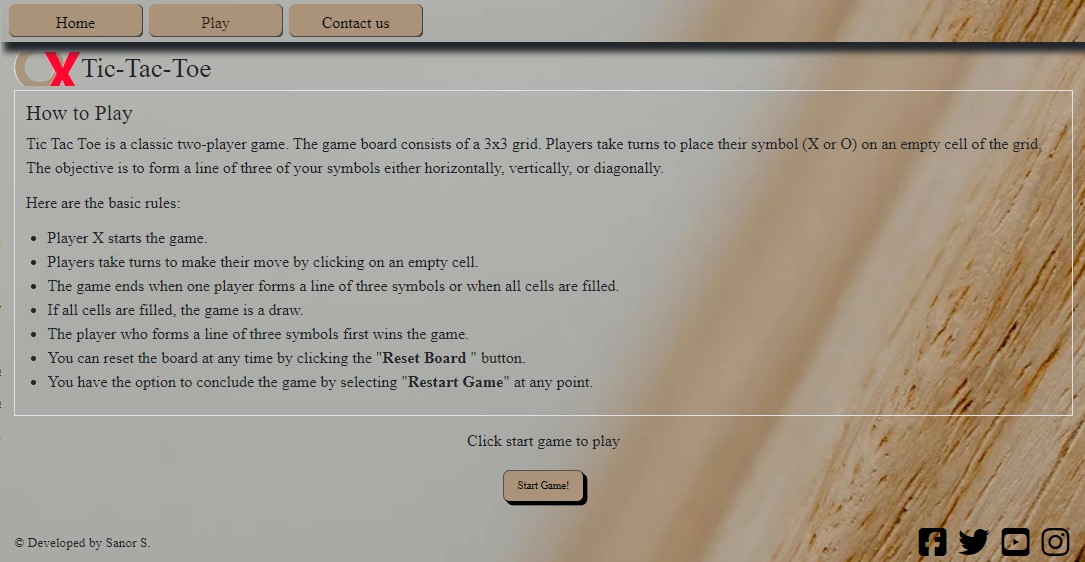 Home Play Contact us
OX Tic-Tac-Toe
How to Play
Tic Tac Toe is a classic two-player game. The game board consists of a 3x3 grid. Players take turns to place their symbol (X or O) on an empty cell of the grid.
The objective is to form a line of three of your symbols either horizontally, vertically, or diagonally.
Here are the basic rules:
• Player X starts the game.
• Players take turns to make their move by clicking on an empty cell.
• The game ends when one player forms a line of three symbols or when all cells are filled.
• If all cells are filled, the game is a draw.
• The player who forms a line of three symbols first wins the game.
• You can reset the board at any time by clicking the "Reset Board " button.
• You have the option to conclude the game by selecting "Restart Game" at any point.
Click start game to play
Start Game!
© Developed by Sanor S.